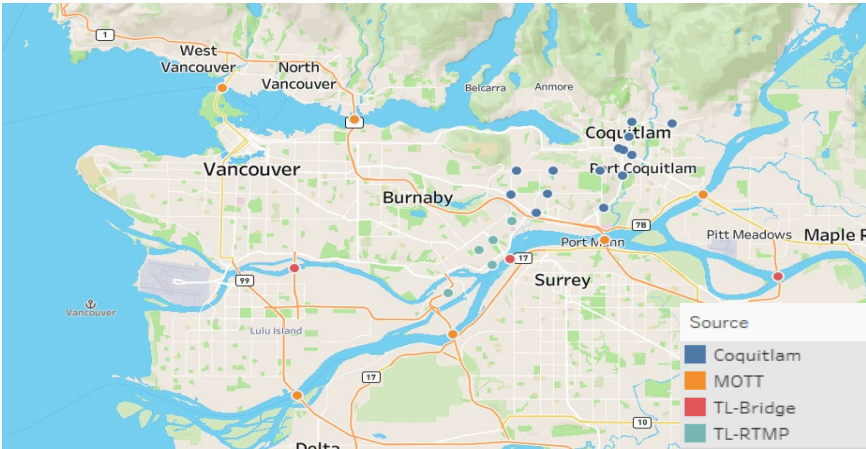 1
West
Vancouver
North
Vancouver
Belcarra
Anmore
Coquitlam
Port Coquitlam
Vancouver
Burnaby
7B
Port Mann
Pitt Meadows
Maple R
17
Surrey
99
Vancouver
Lulu Island
17
10
Delta
Source
Coquitlam
MOTT
TL-Bridge
TL-RTMP